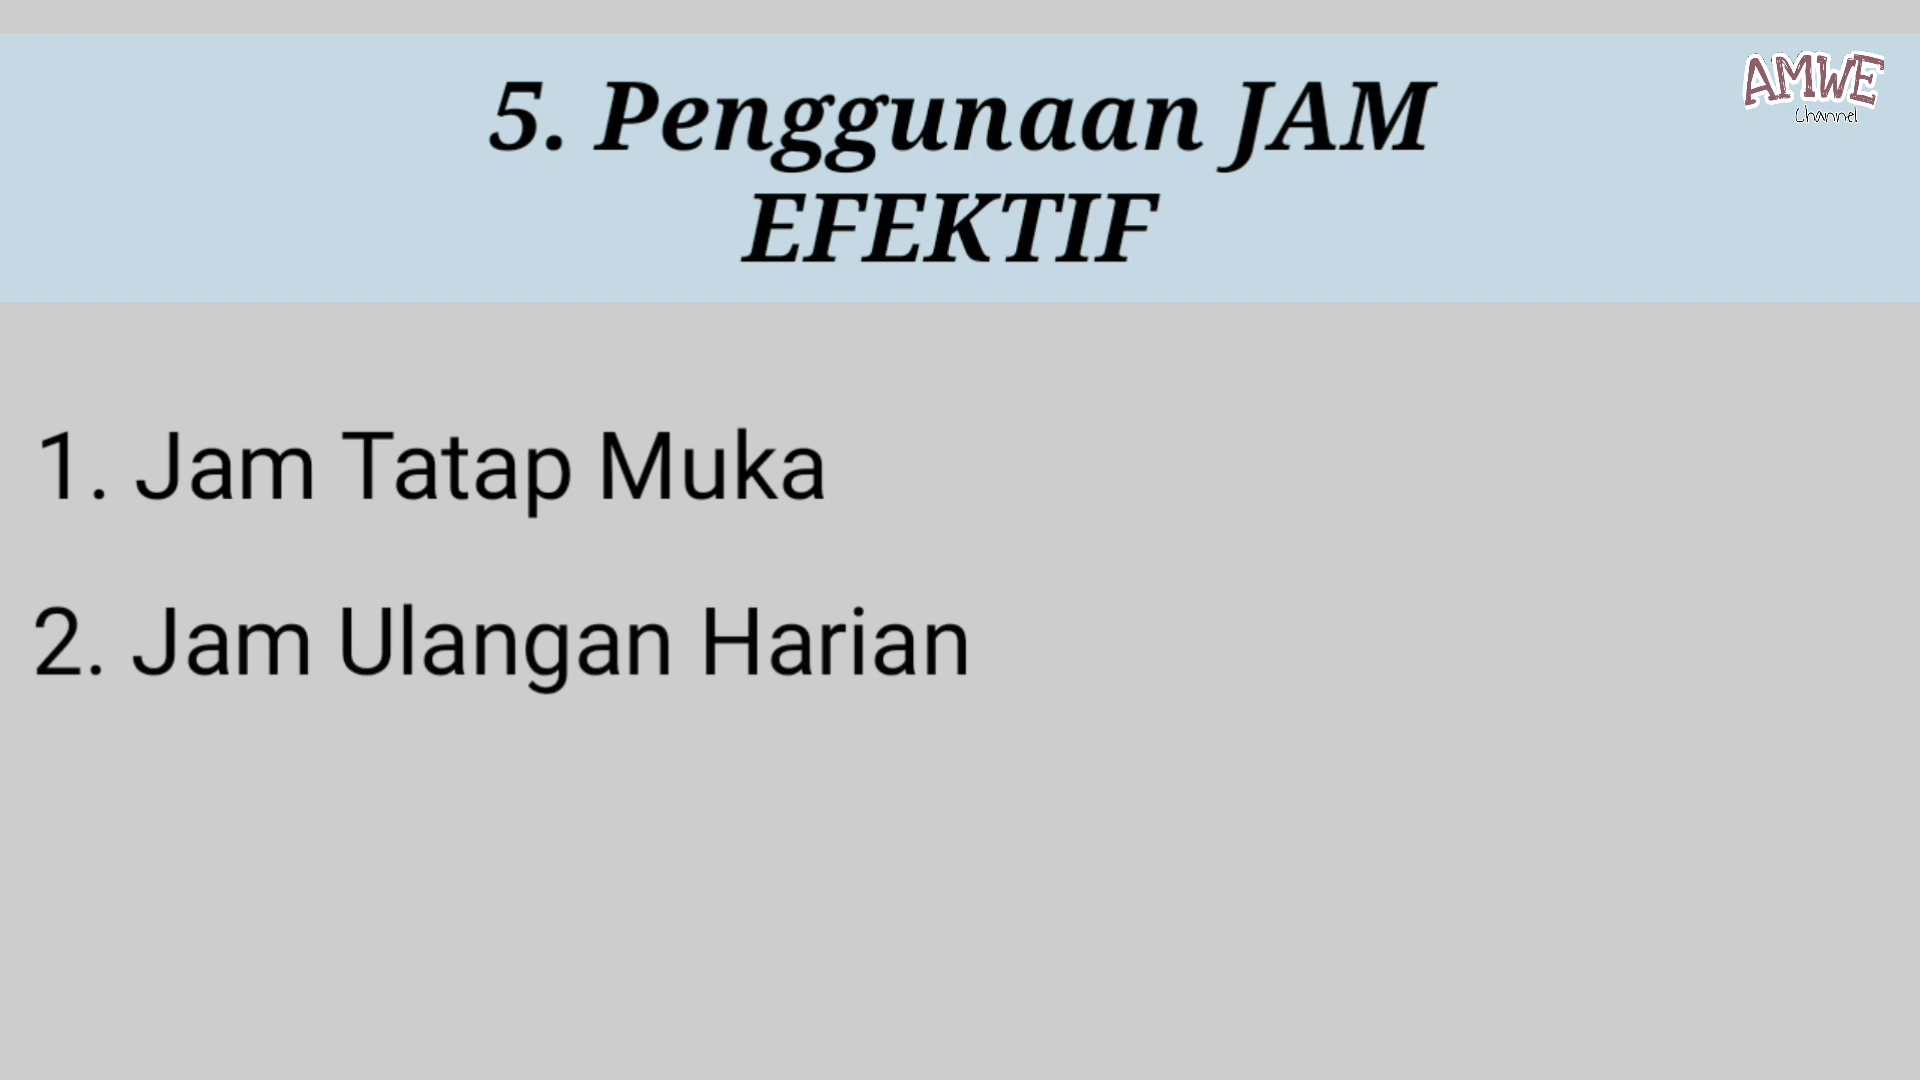 5. Penggunaan JAM
EFEKTIF
AMWE
Channel
1. Jam Tatap Muka
2. Jam Ulangan Harian